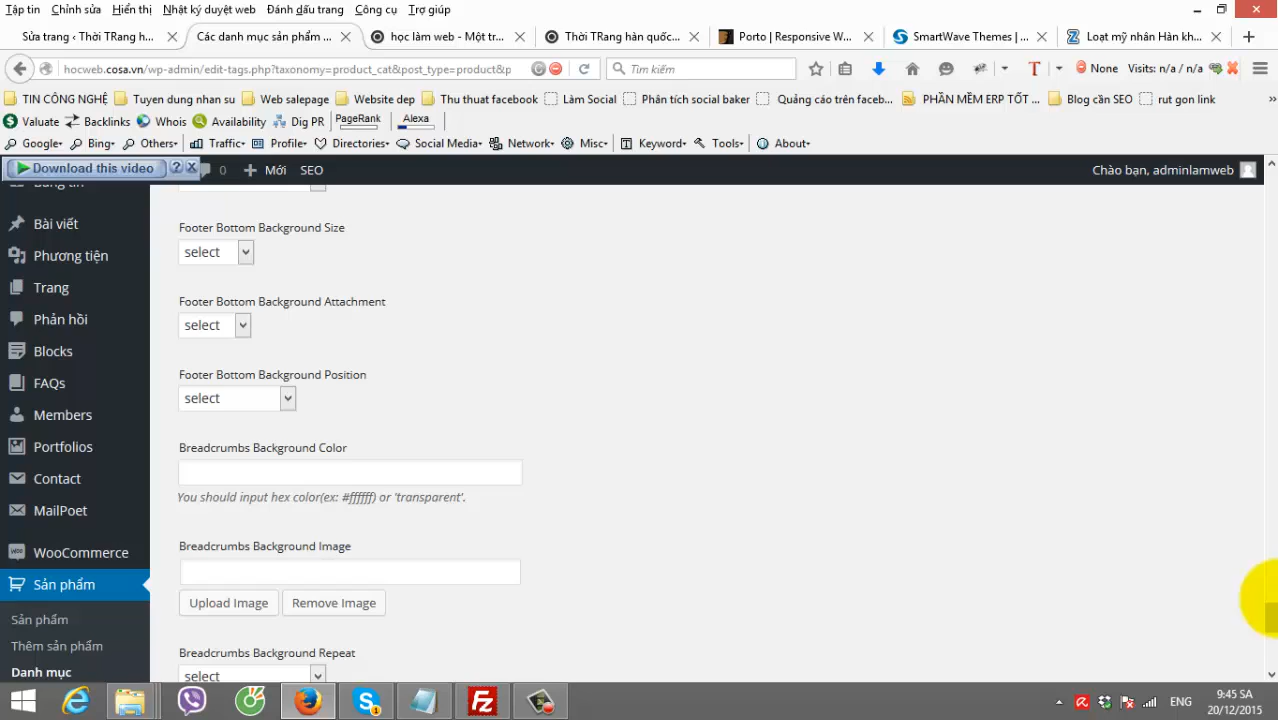 Tập tin Chỉnh sửa Hiển thị Nhật ký duyệt web Đánh dấu trang Công cụ Trợ giúp
Sửa trang ‹ Thời TRang h... Các danh mục sản phẩm ... học làm web - Một tr... Thời TRang hàn quốc... Porto | Responsive W... SmartWave Themes |... Loạt mỹ nhân Hàn kh...
hocweb.cosa.vn/wp-admin/edit-tags.php?taxonomy=product_cat&post_type=product&p Tìm kiếm None Visits: n/a / n/a
TIN CÔNG NGHỆ Tuyen dung nhan su Web salepage Website dep Thu thuat facebook Làm Social Phân tích social baker Quảng cáo trên faceb... PHẦN MỀM ERP TỐT ... Blog cần SEO rut gon link
Valuate Backlinks Whois Availability Dig PR PageRank Alexa
Google Bing Others Traffic Profile Directories Social Media Network Misc Keyword Tools About
Download this video ? 0 Mới SEO Chào bạn, adminlamweb
Bài viết
Phương tiện
Trang
Phản hồi
Blocks
FAQs
Members
Portfolios
Contact
MailPoet
WooCommerce
Sản phẩm
Sản phẩm
Thêm sản phẩm
Danh mục
Footer Bottom Background Size
select
Footer Bottom Background Attachment
select
Footer Bottom Background Position
select
Breadcrumbs Background Color
You should input hex color(ex: #ffffff) or 'transparent'.
Breadcrumbs Background Image
Upload Image Remove Image
Breadcrumbs Background Repeat
select
ENG 9:45 SA
20/12/2015